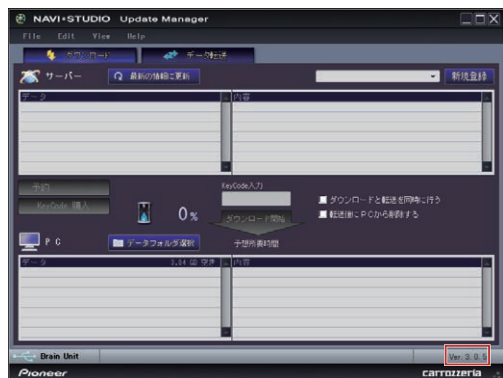 NAVI•STUDIO Update Manager
File Edit View Help
ダウンロード データ転送
サーバー 最新の情報に更新 新規登録
データ 内容
予約
KeyCode 購入
KeyCode入力
0%
ダウンロード開始
ダウンロードと転送を同時に行う
転送後にPCから削除する
PC データフォルダ選択 予想所要時間
データ 3.04 GB 空き 内容
Brain Unit Ver. 3.0.5
Pioneer carrozzeria